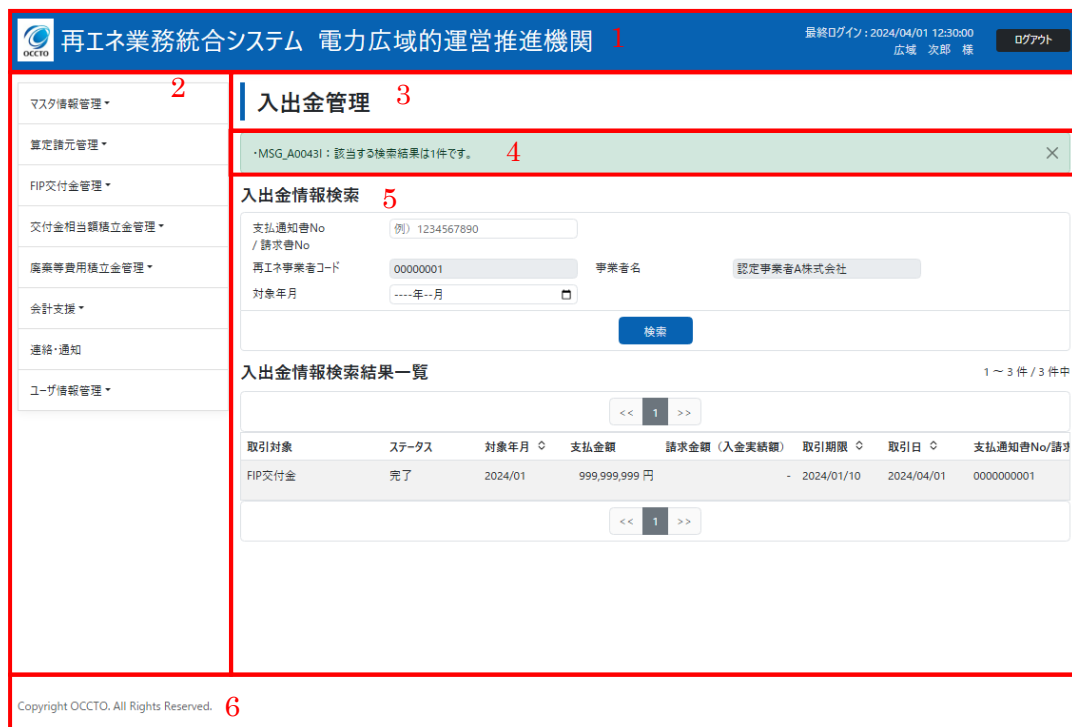 OCCTO
再エネ業務統合システム 電力広域的運営推進機関 1
最終ログイン : 2024/04/01 12:30:00
広域 次郎 様
ログアウト
2
マスタ情報管理
算定諸元管理
FIP交付金管理
交付金相当額積立金管理
廃棄等費用積立金管理
会計支援
連絡・通知
ユーザ情報管理
入出金管理 3
・MSG_A0043I：該当する検索結果は1件です。 4
入出金情報検索 5
支払通知書No
/ 請求書No
例）1234567890
再エネ事業者コード 00000001 事業者名 認定事業者A株式会社
対象年月 ----年--月
検索
入出金情報検索結果一覧 1 ～ 3 件 / 3 件中
<< 1 >>
取引対象 ステータス 対象年月 支払金額 請求金額（入金実績額） 取引期限 取引日 支払通知書No/請求
FIP交付金 完了 2024/01 999,999,999 円 - 2024/01/10 2024/04/01 0000000001
<< 1 >>
Copyright OCCTO. All Rights Reserved. 6